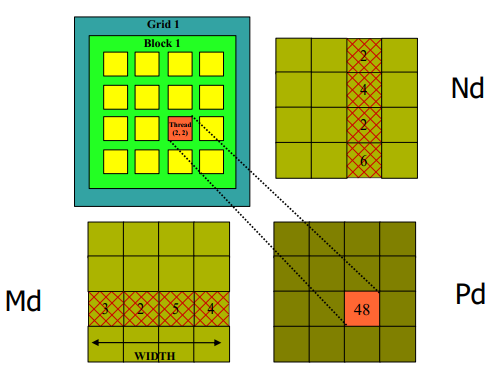 Grid 1
Block 1
Thread
(2, 2)
2
4
2
6
Nd
Md
3 2 5 4
WIDTH
48
Pd